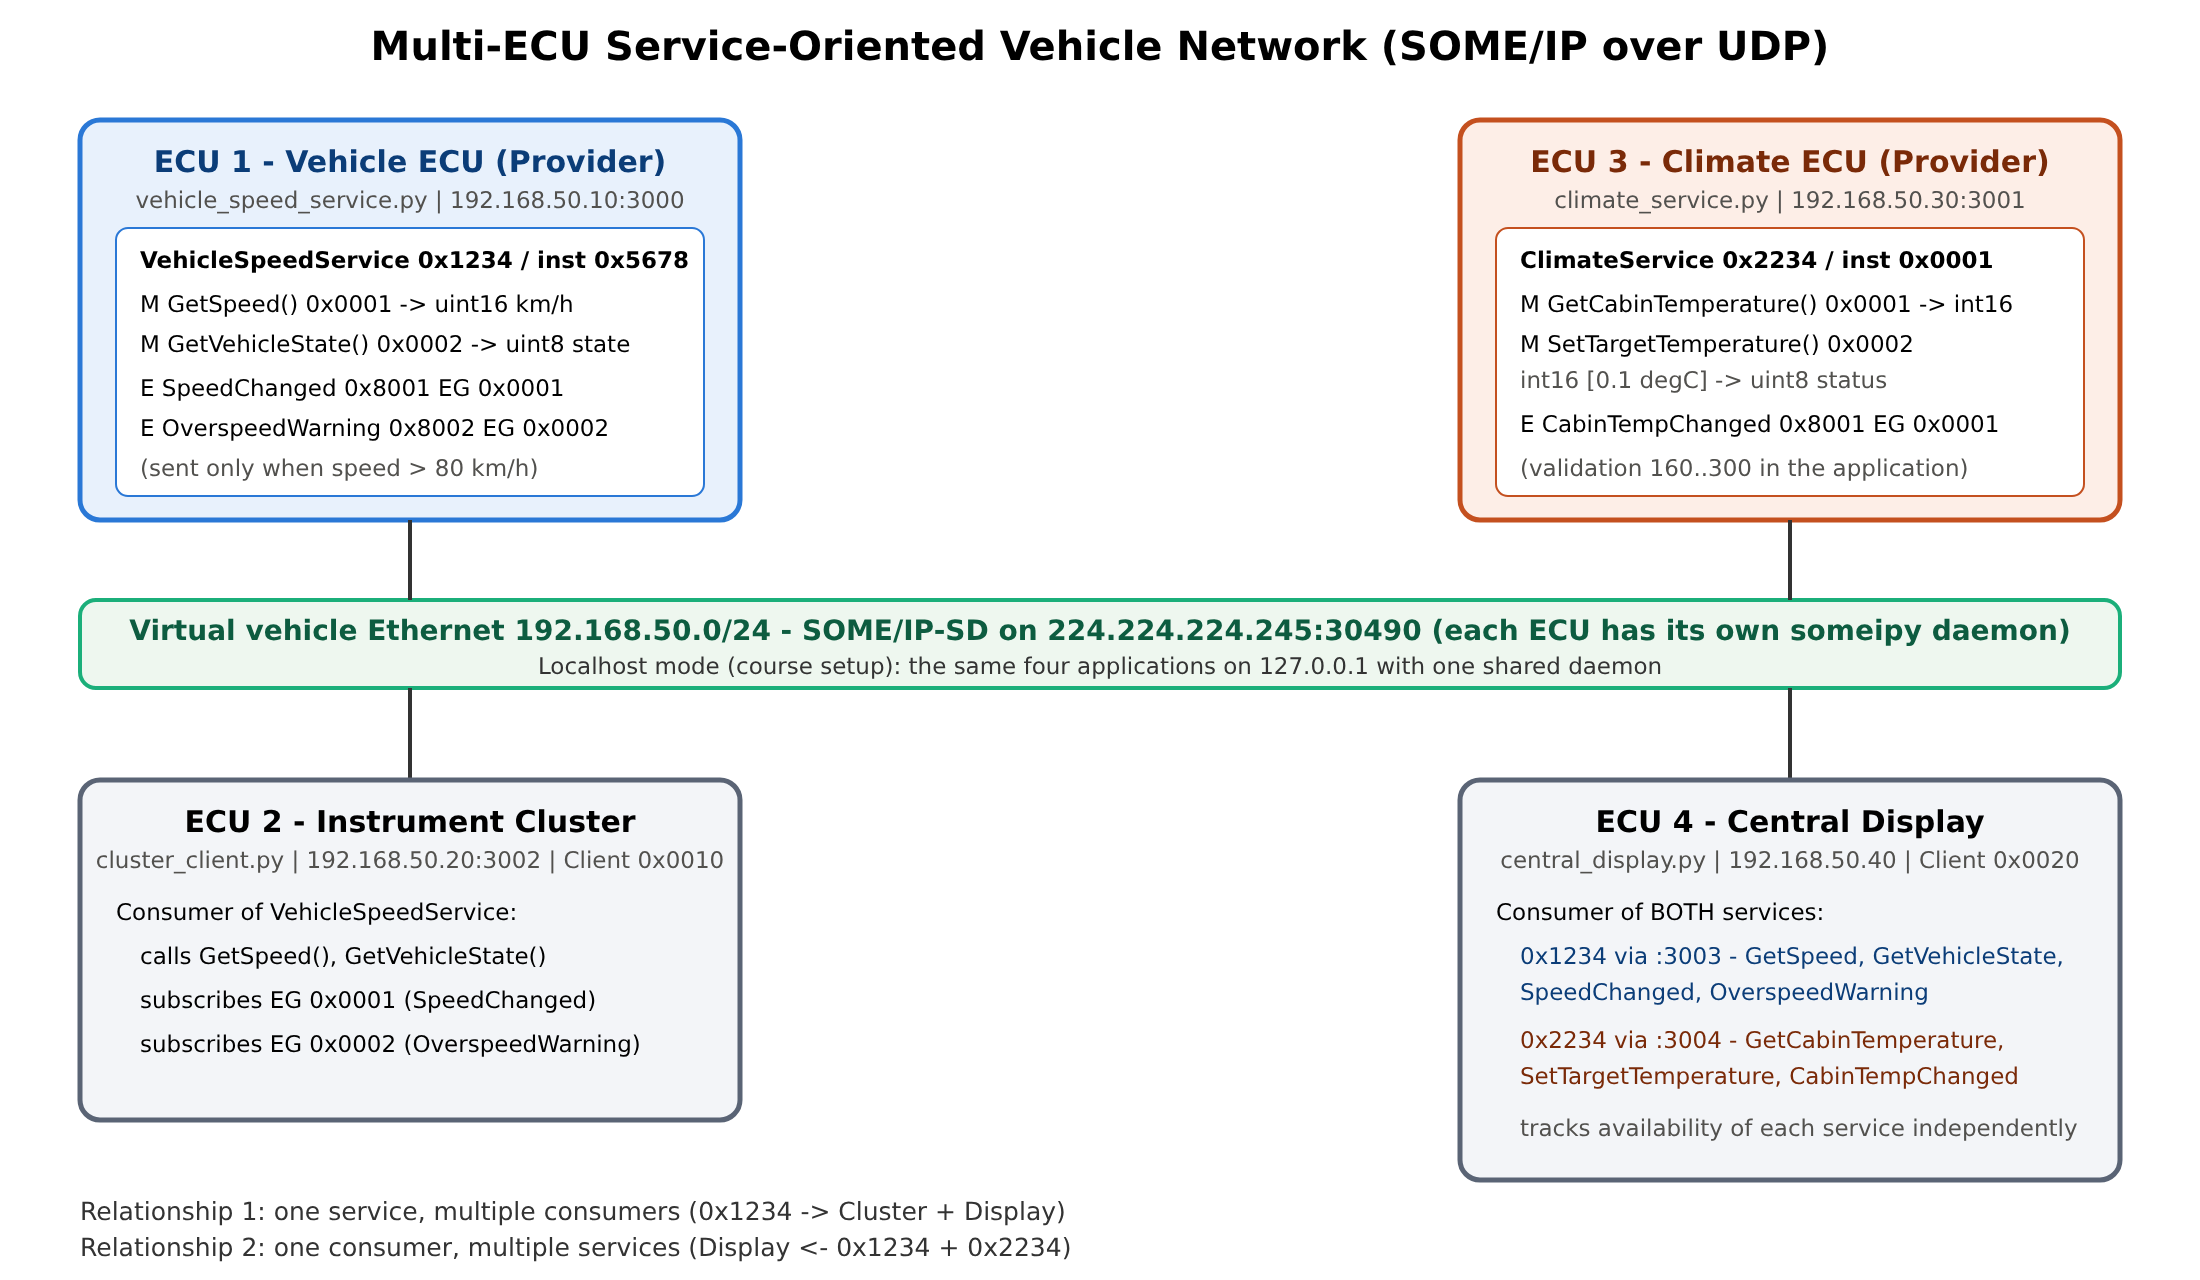 Multi-ECU Service-Oriented Vehicle Network (SOME/IP over UDP)
ECU 1 - Vehicle ECU (Provider)
vehicle_speed_service.py | 192.168.50.10:3000
VehicleSpeedService 0x1234 / inst 0x5678
M GetSpeed() 0x0001 -> uint16 km/h
M GetVehicleState() 0x0002 -> uint8 state
E SpeedChanged 0x8001 EG 0x0001
E OverspeedWarning 0x8002 EG 0x0002
(sent only when speed > 80 km/h)
ECU 3 - Climate ECU (Provider)
climate_service.py | 192.168.50.30:3001
ClimateService 0x2234 / inst 0x0001
M GetCabinTemperature() 0x0001 -> int16
M SetTargetTemperature() 0x0002
int16 [0.1 degC] -> uint8 status
E CabinTempChanged 0x8001 EG 0x0001
(validation 160..300 in the application)
Virtual vehicle Ethernet 192.168.50.0/24 - SOME/IP-SD on 224.224.224.245:30490 (each ECU has its own someipy daemon)
Localhost mode (course setup): the same four applications on 127.0.0.1 with one shared daemon
ECU 2 - Instrument Cluster
cluster_client.py | 192.168.50.20:3002 | Client 0x0010
Consumer of VehicleSpeedService:
calls GetSpeed(), GetVehicleState()
subscribes EG 0x0001 (SpeedChanged)
subscribes EG 0x0002 (OverspeedWarning)
ECU 4 - Central Display
central_display.py | 192.168.50.40 | Client 0x0020
Consumer of BOTH services:
0x1234 via :3003 - GetSpeed, GetVehicleState,
SpeedChanged, OverspeedWarning
0x2234 via :3004 - GetCabinTemperature,
SetTargetTemperature, CabinTempChanged
tracks availability of each service independently
Relationship 1: one service, multiple consumers (0x1234 -> Cluster + Display)
Relationship 2: one consumer, multiple services (Display <- 0x1234 + 0x2234)